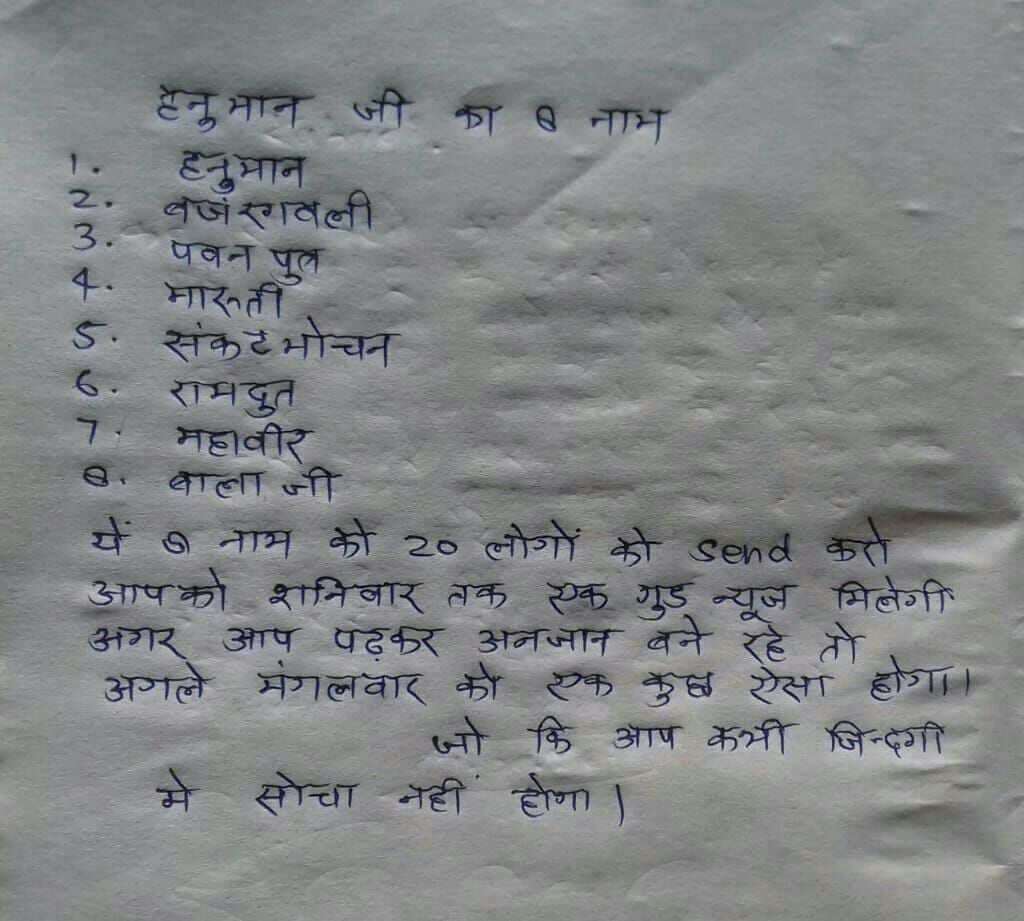 हनुमान जी का 8 नाम
1. हनुमान
2. बजंरगबली
3. पवन पुत्र
4. मारूती
5. संकटमोचन
6. रामदुत
7. महावीर
8. बाला जी
यें 8 नाम को 20 लोगों को send करो
आपको शनिवार तक एक गुड न्यूज मिलेगी
अगर आप पढ़कर अनजान बने रहे तो
अगले मंगलवार को एक कुछ ऐसा होगा।
जो कि आप कभी जिन्दगी
मे सोचा नहीं होगा।